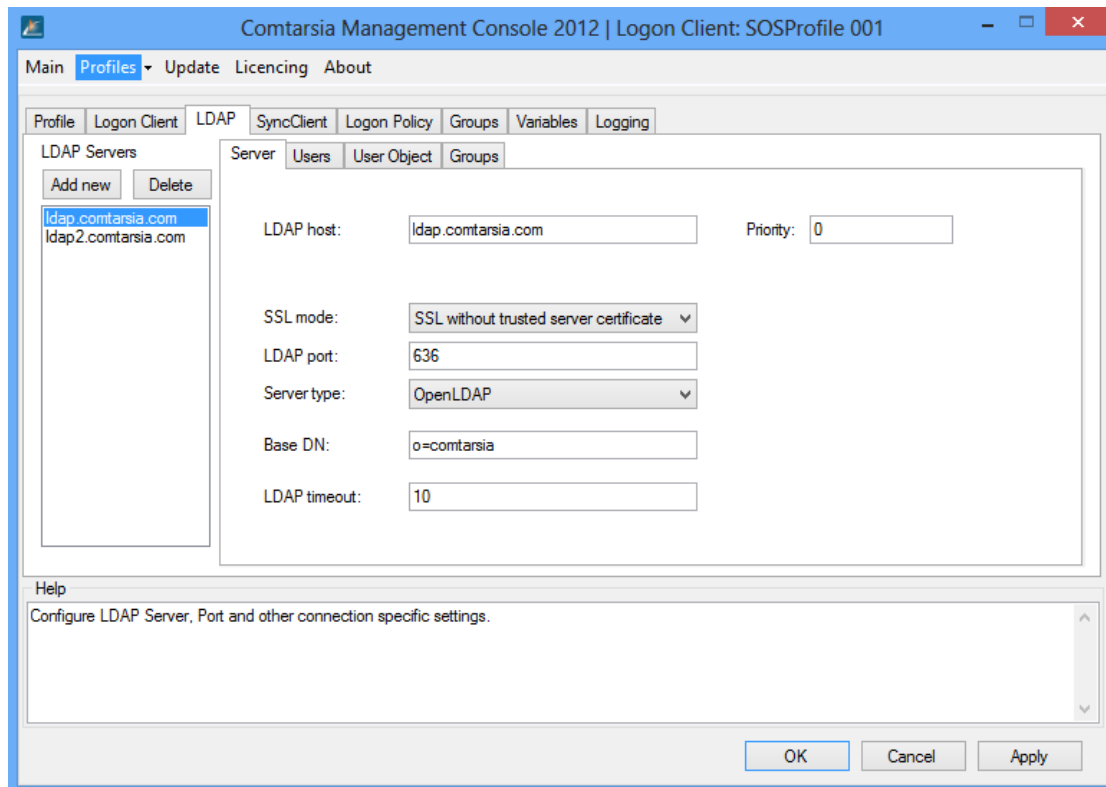 Comtarsia Management Console 2012 | Logon Client: SOSProfile 001
Main Profiles Update Licencing About
Profile Logon Client LDAP SyncClient Logon Policy Groups Variables Logging
LDAP Servers
Add new Delete
ldap.comtarsia.com
ldap2.comtarsia.com
Server Users User Object Groups
LDAP host: ldap.comtarsia.com Priority: 0
SSL mode: SSL without trusted server certificate
LDAP port: 636
Server type: OpenLDAP
Base DN: o=comtarsia
LDAP timeout: 10
Help
Configure LDAP Server, Port and other connection specific settings.
OK Cancel Apply